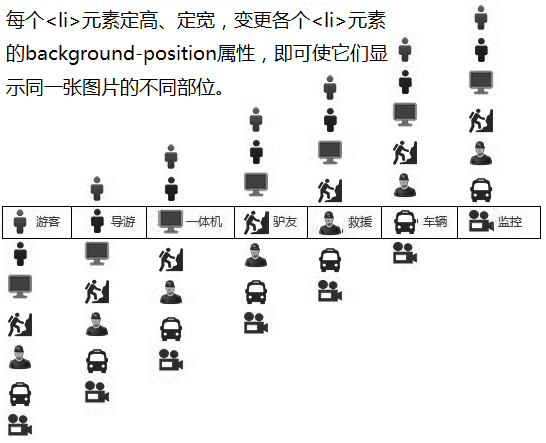 每个<li>元素定高、定宽，变更各个<li>元素
的background-position属性，即可使它们显
示同一张图片的不同部位。
游客 导游 一体机 驴友 救援 车辆 监控